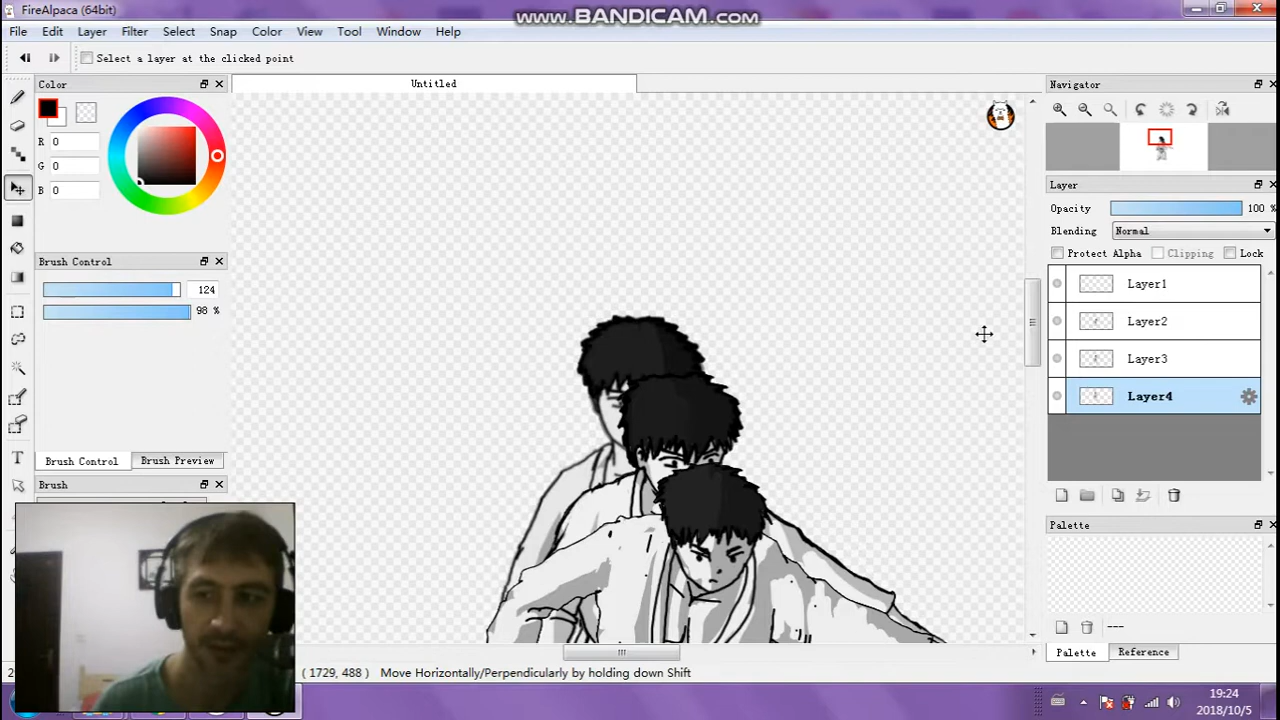 FireAlpaca (64bit)
www.BANDICAM.com
File Edit Layer Filter Select Snap Color View Tool Window Help
Select a layer at the clicked point
Color
Untitled
Navigator
R 0
G 0
B 0
Layer
Opacity 100 %
Blending Normal
Protect Alpha Clipping Lock
Brush Control
124
98 %
Layer1
Layer2
Layer3
Layer4
Brush Control Brush Preview
Brush
Palette
---
Palette Reference
( 1729, 488 ) Move Horizontally/Perpendicularly by holding down Shift
19:24
2018/10/5